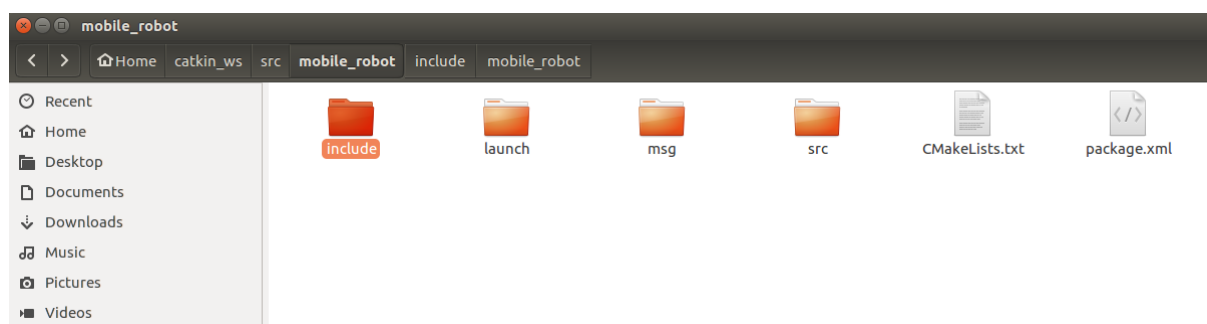 mobile_robot
Home catkin_ws src mobile_robot include mobile_robot
Recent
Home
Desktop
Documents
Downloads
Music
Pictures
Videos
include launch msg src CMakeLists.txt package.xml